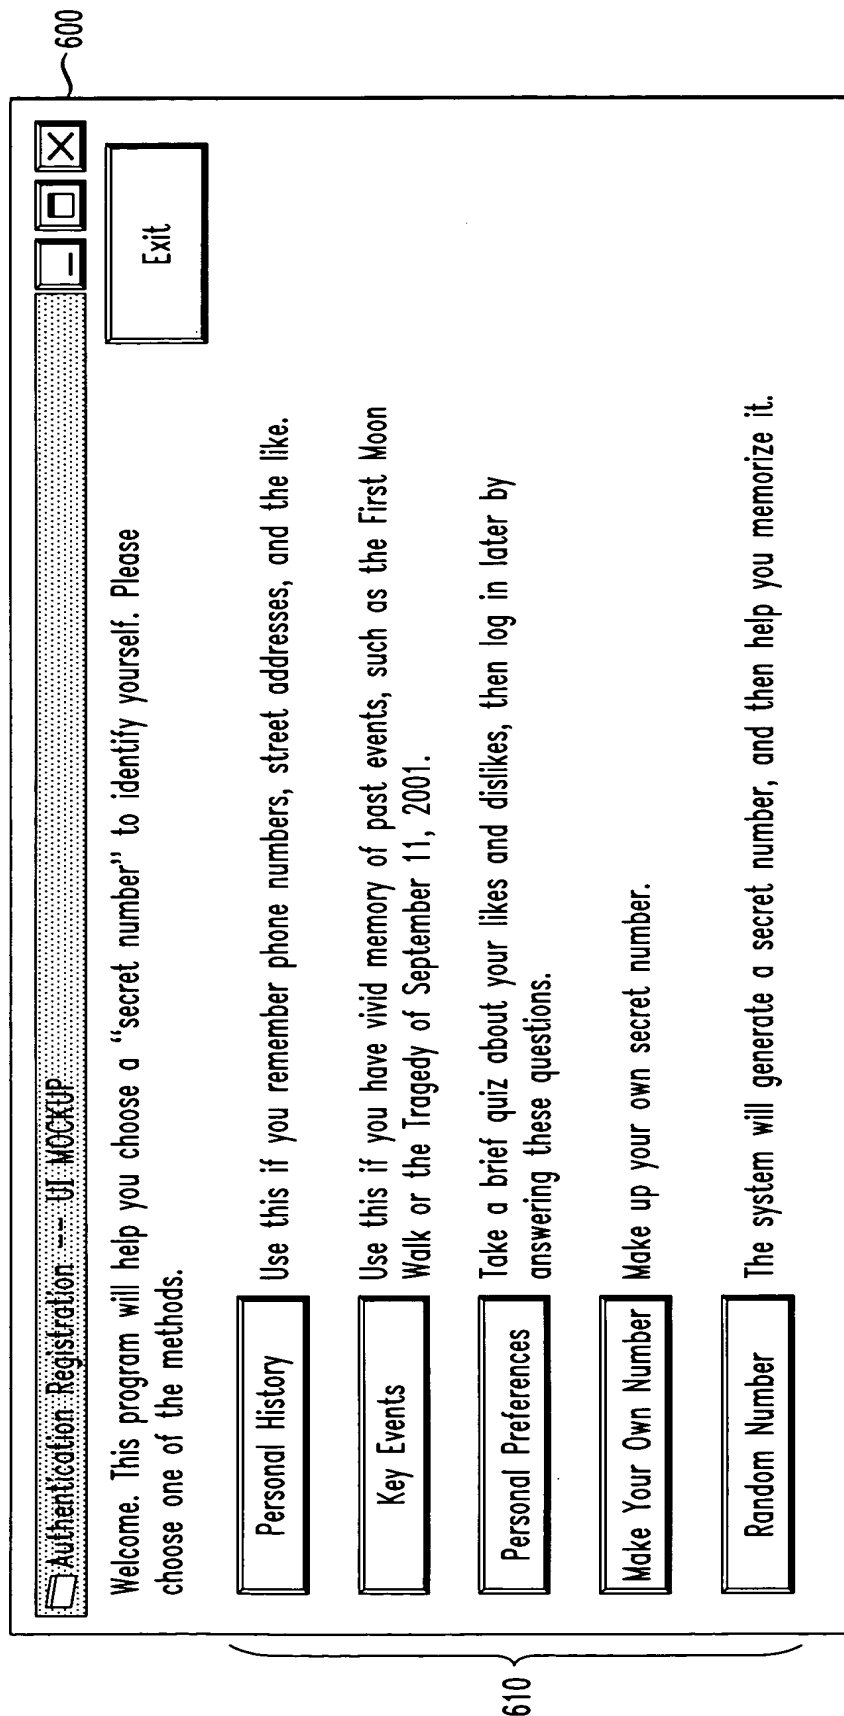 600
Authentication Registration -- UI MOCKUP
Welcome. This program will help you choose a “secret number” to identify yourself. Please
choose one of the methods.
Exit
Personal History Use this if you remember phone numbers, street addresses, and the like.
Key Events Use this if you have vivid memory of past events, such as the First Moon
Walk or the Tragedy of September 11, 2001.
Personal Preferences Take a brief quiz about your likes and dislikes, then log in later by
answering these questions.
Make Your Own Number Make up your own secret number.
Random Number The system will generate a secret number, and then help you memorize it.
610